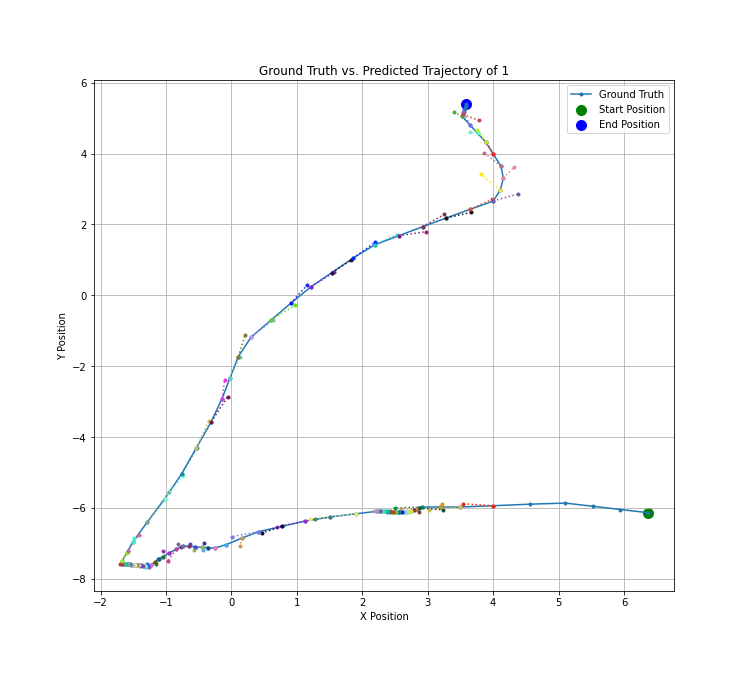 Ground Truth vs. Predicted Trajectory of 1
Ground Truth
Start Position
End Position
6
4
2
0
−2
−4
−6
−8
Y Position
−2 −1 0 1 2 3 4 5 6
X Position